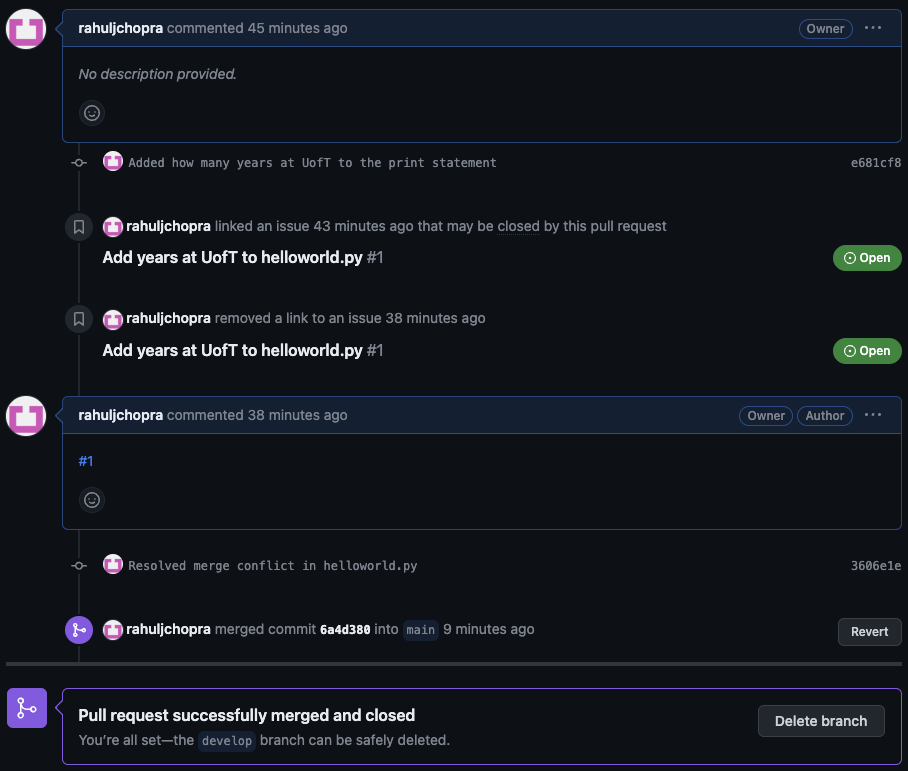 rahuljchopra commented 45 minutes ago Owner ···
No description provided.
Added how many years at UofT to the print statement e681cf8
rahuljchopra linked an issue 43 minutes ago that may be closed by this pull request
Add years at UofT to helloworld.py #1 Open
rahuljchopra removed a link to an issue 38 minutes ago
Add years at UofT to helloworld.py #1 Open
rahuljchopra commented 38 minutes ago Owner Author ···
#1
Resolved merge conflict in helloworld.py 3606e1e
rahuljchopra merged commit 6a4d380 into main 9 minutes ago Revert
Pull request successfully merged and closed
You’re all set—the develop branch can be safely deleted.
Delete branch